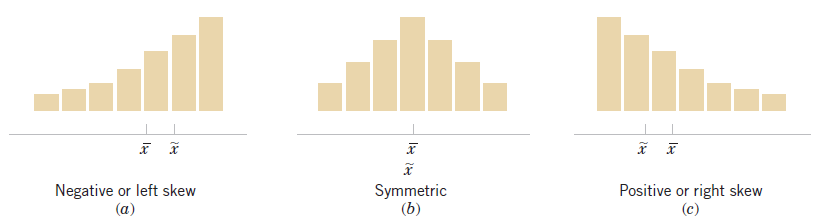 x̄ x̃
Negative or left skew
(a)
x̄
x̃
Symmetric
(b)
x̃ x̄
Positive or right skew
(c)